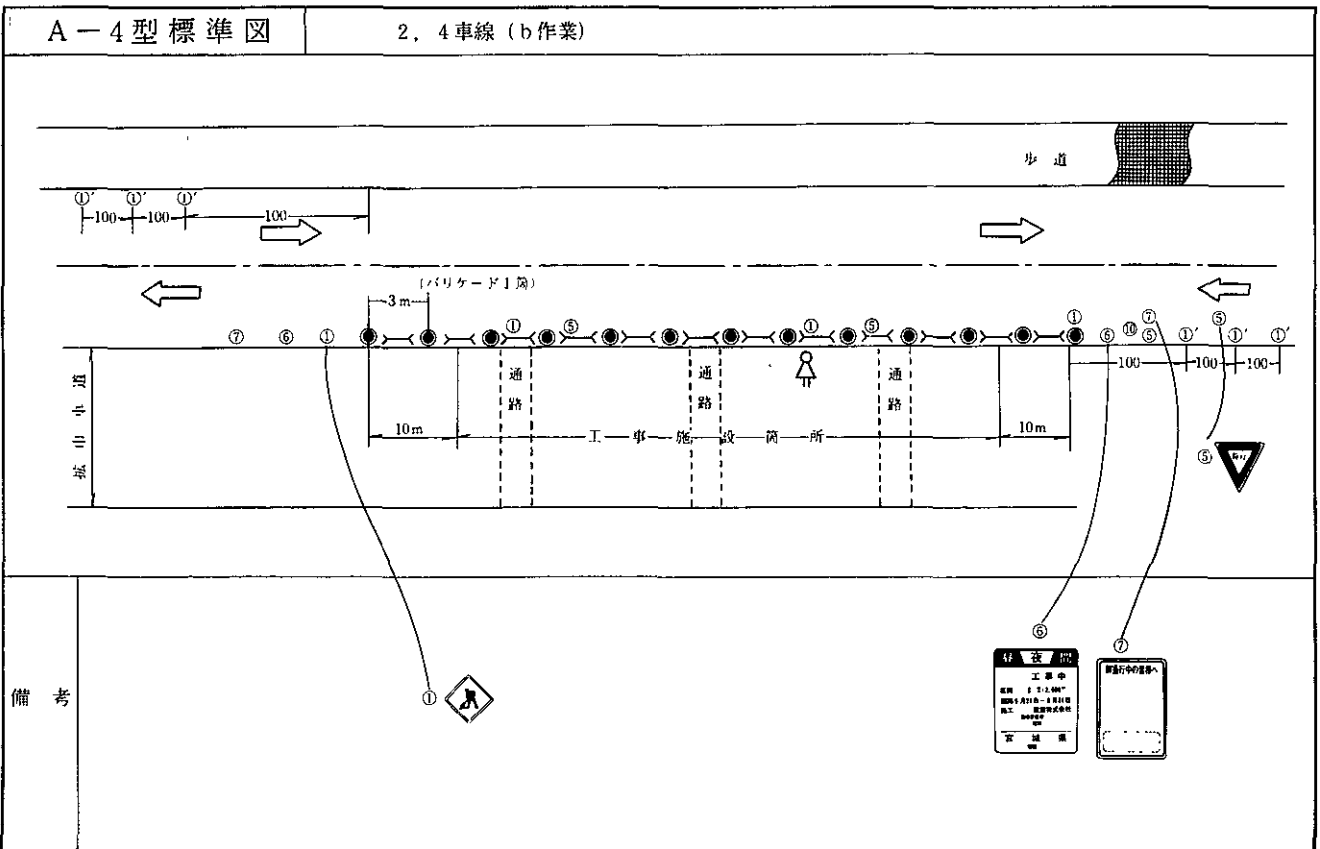 A－4型標準図
2，4車線（b作業）
歩道
①′ ①′ ①′
100 100 100
(バリケード1箇)
3m
⑦ ⑥ ① ① ⑤ ① ⑤ ① ⑥ ⑩ ⑤ ⑦ ①′ ⑤ ①′ ①′
100 100 100
通路
通路
通路
10m 工事施設箇所 10m
⑤
⑥
⑦
昼夜間
工事中
宮城県
①
備考